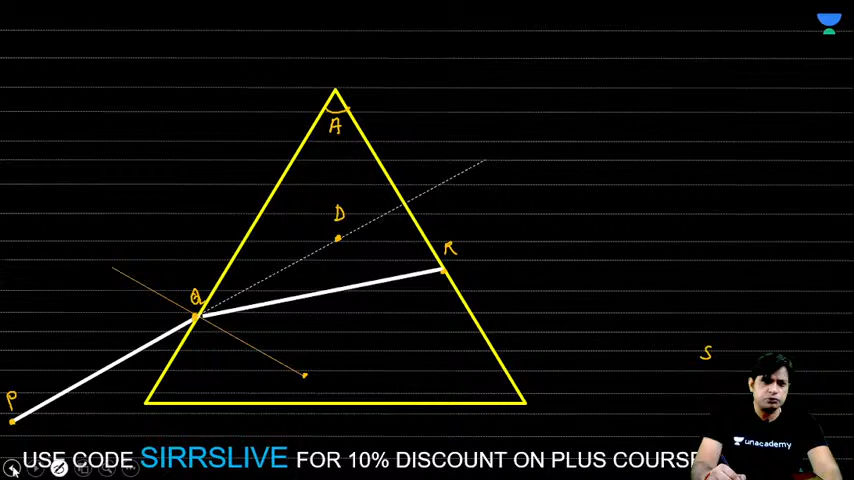 A
D
R
Q
S
P
unacademy
USE CODE SIRRSLIVE FOR 10% DISCOUNT ON PLUS COURSE